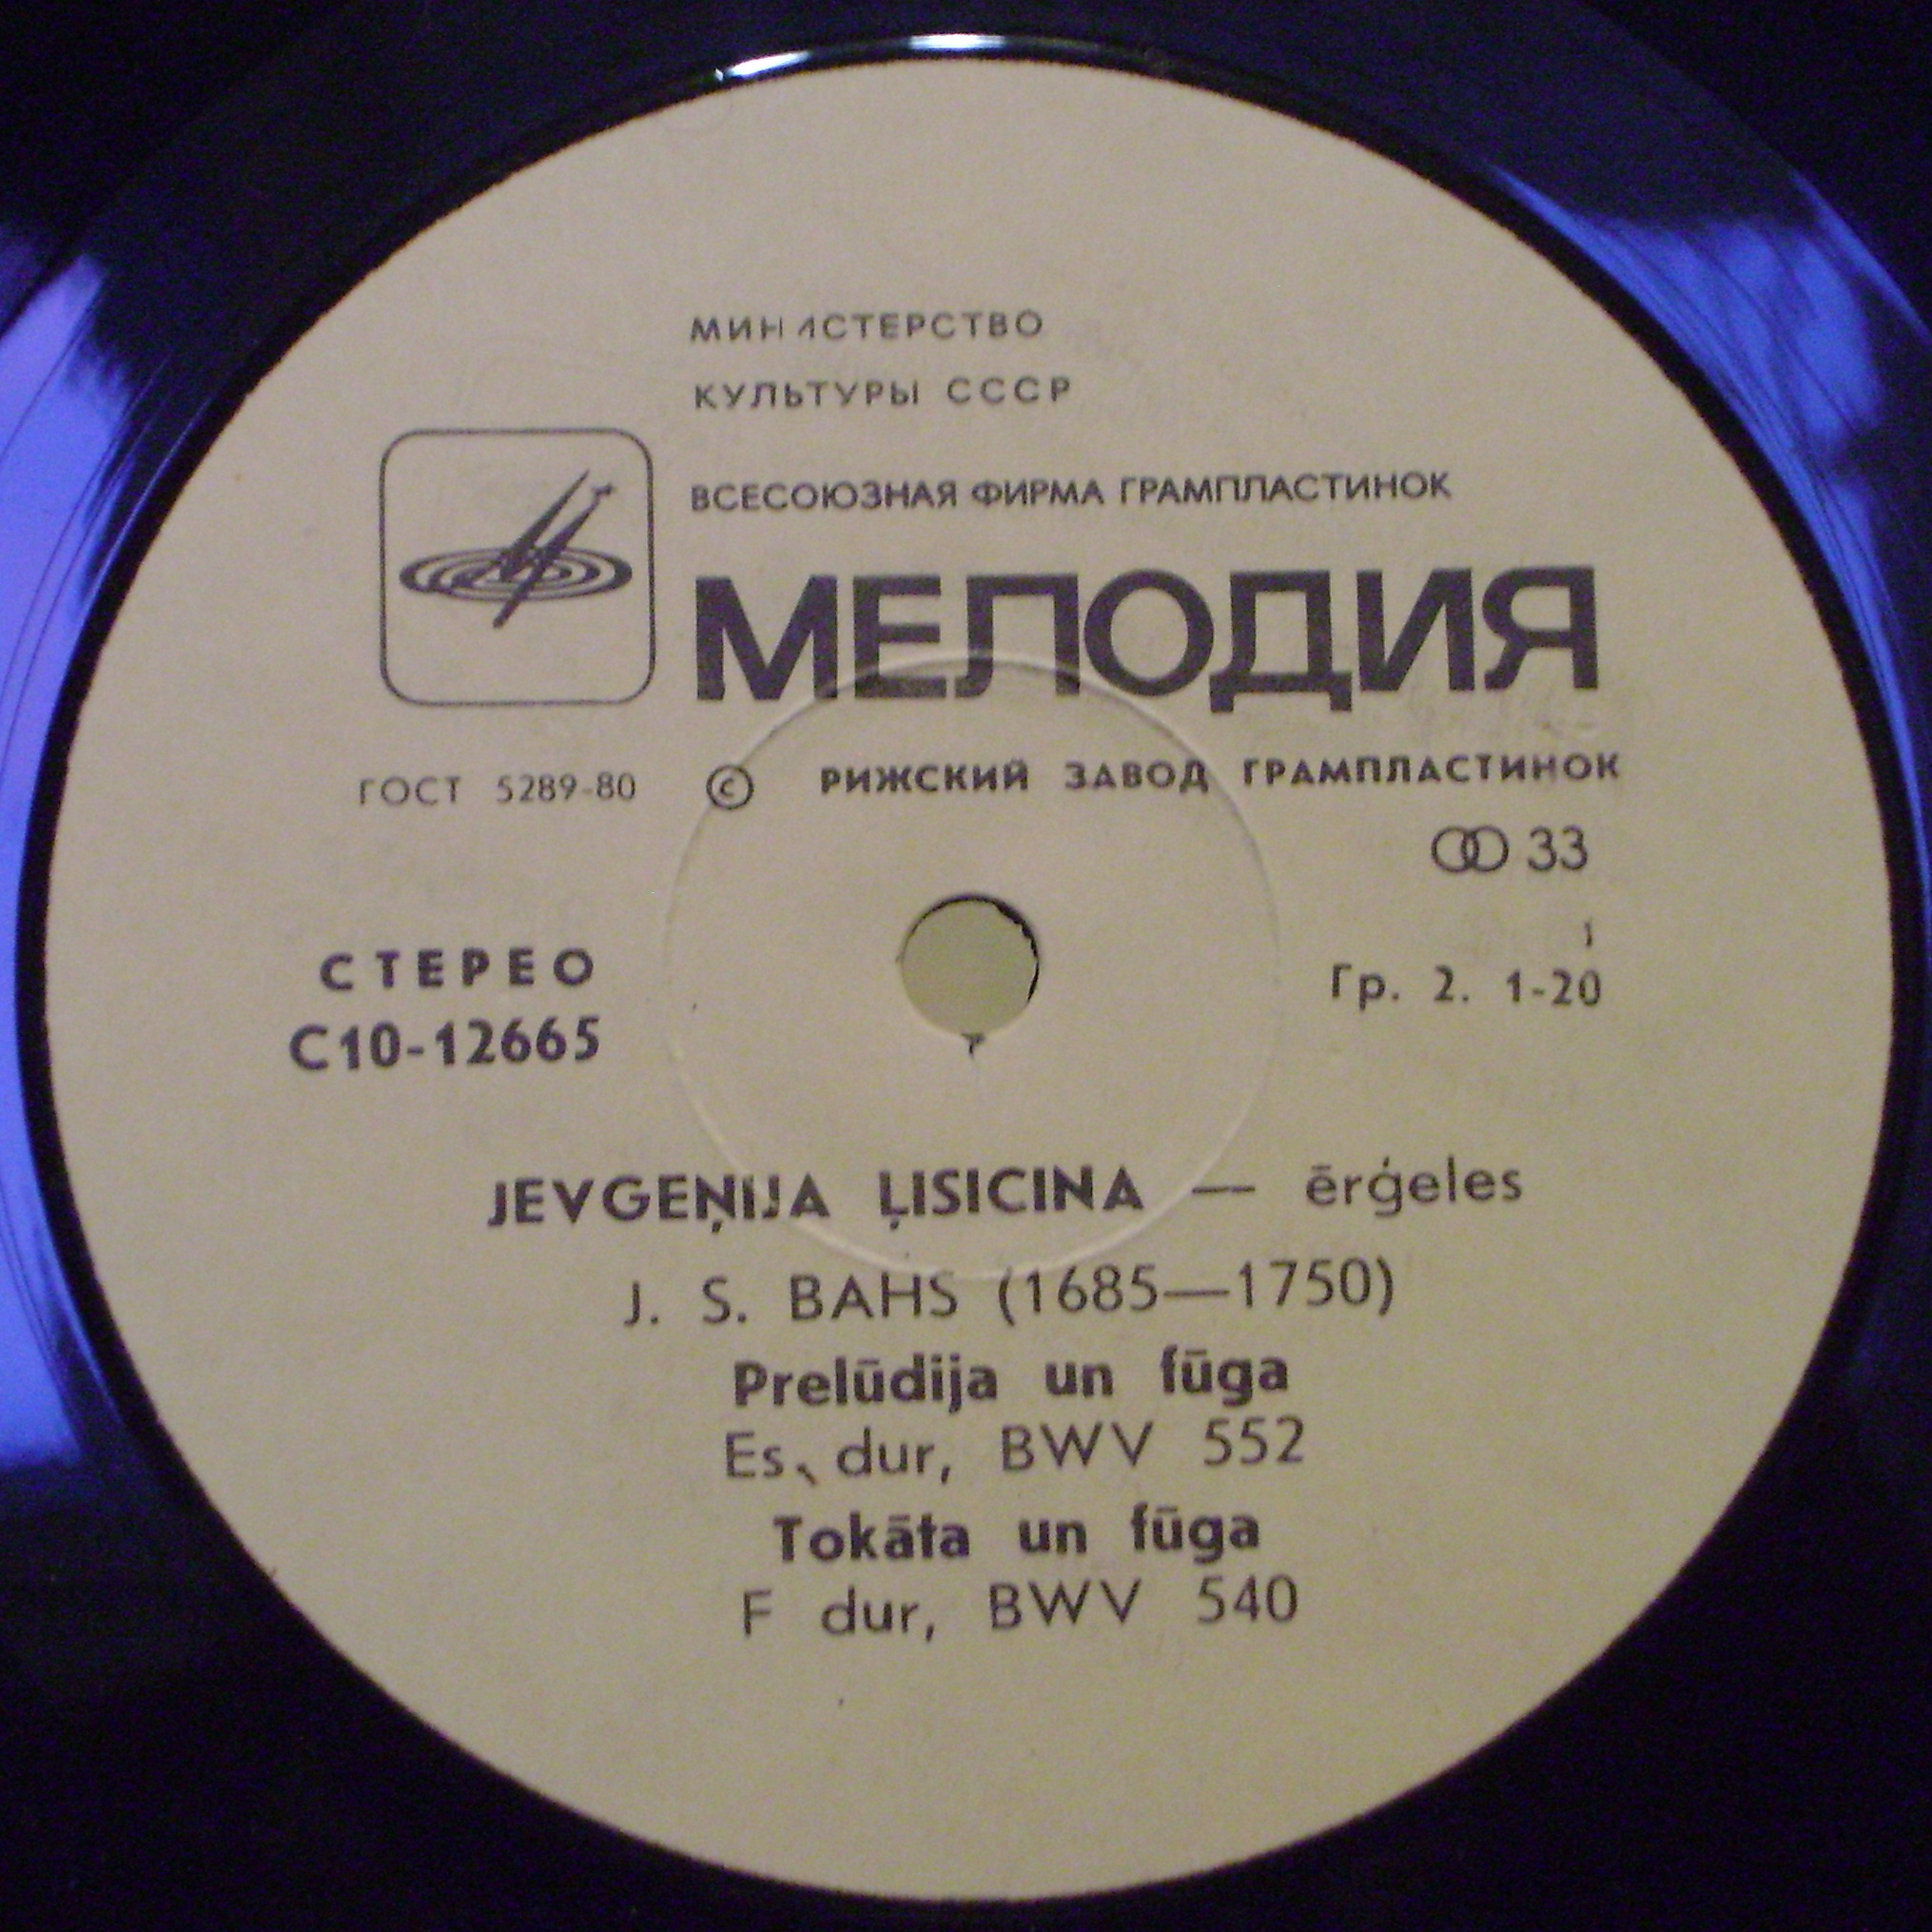 МИНИСТЕРСТВО
КУЛЬТУРЫ СССР
ВСЕСОЮЗНАЯ ФИРМА ГРАМПЛАСТИНОК
МЕЛОДИЯ
ГОСТ 5289-80 © РИЖСКИЙ ЗАВОД ГРАМПЛАСТИНОК
33
1
СТЕРЕО Гр. 2. 1-20
С10-12665
JEVGEŅIJA ĻISICINA — ērģeles
J. S. BAHS (1685—1750)
Prelūdija un fūga
Es dur, BWV 552
Tokāta un fūga
F dur, BWV 540